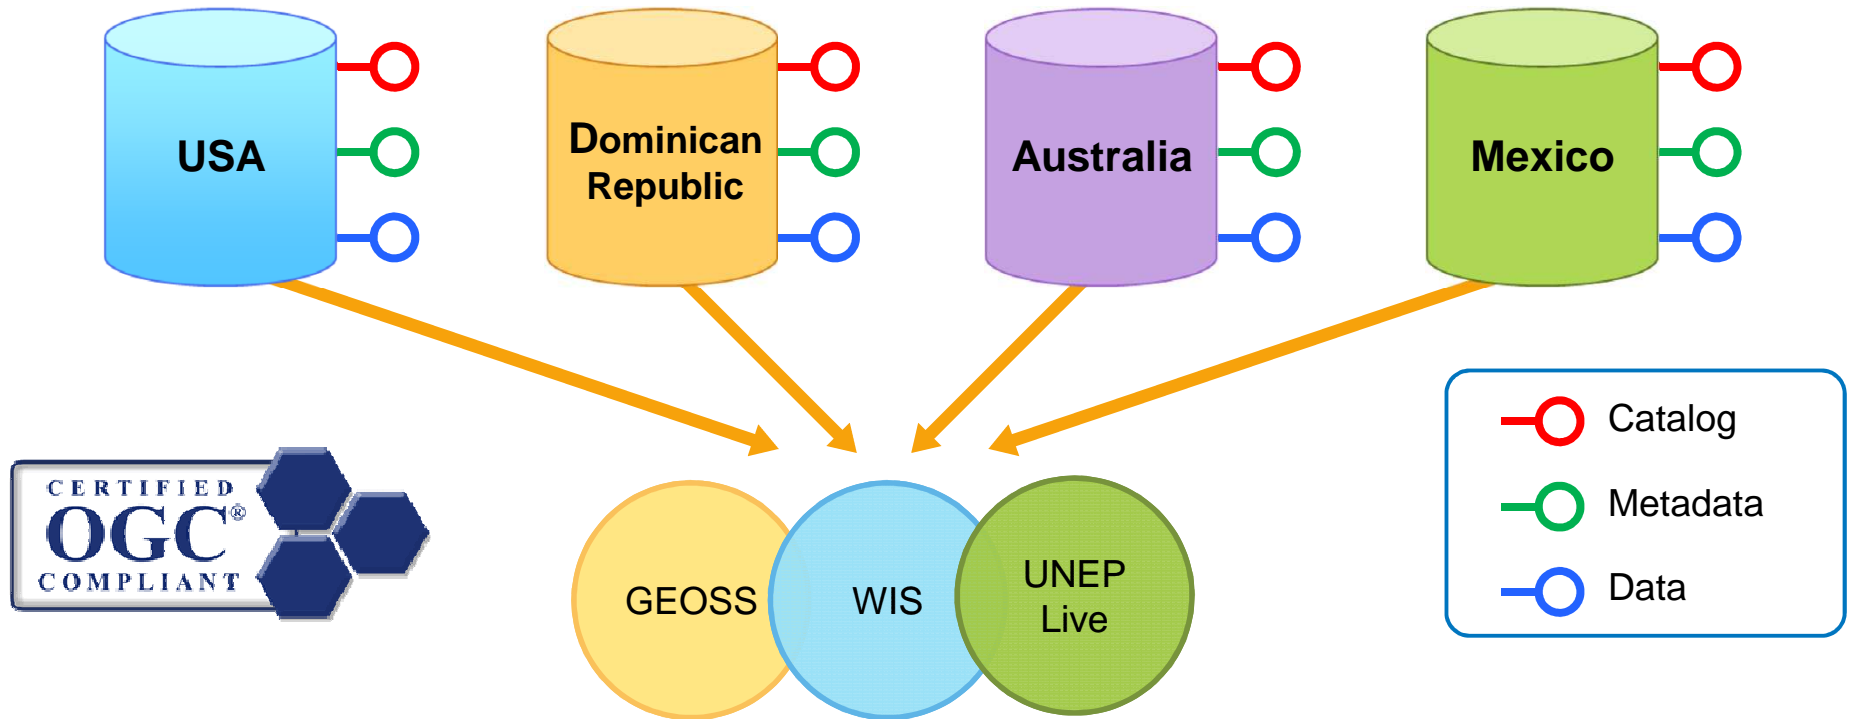 USA
Dominican
Republic
Australia
Mexico
Catalog
Metadata
Data
CERTIFIED
OGC®
COMPLIANT
GEOSS
WIS
UNEP
Live